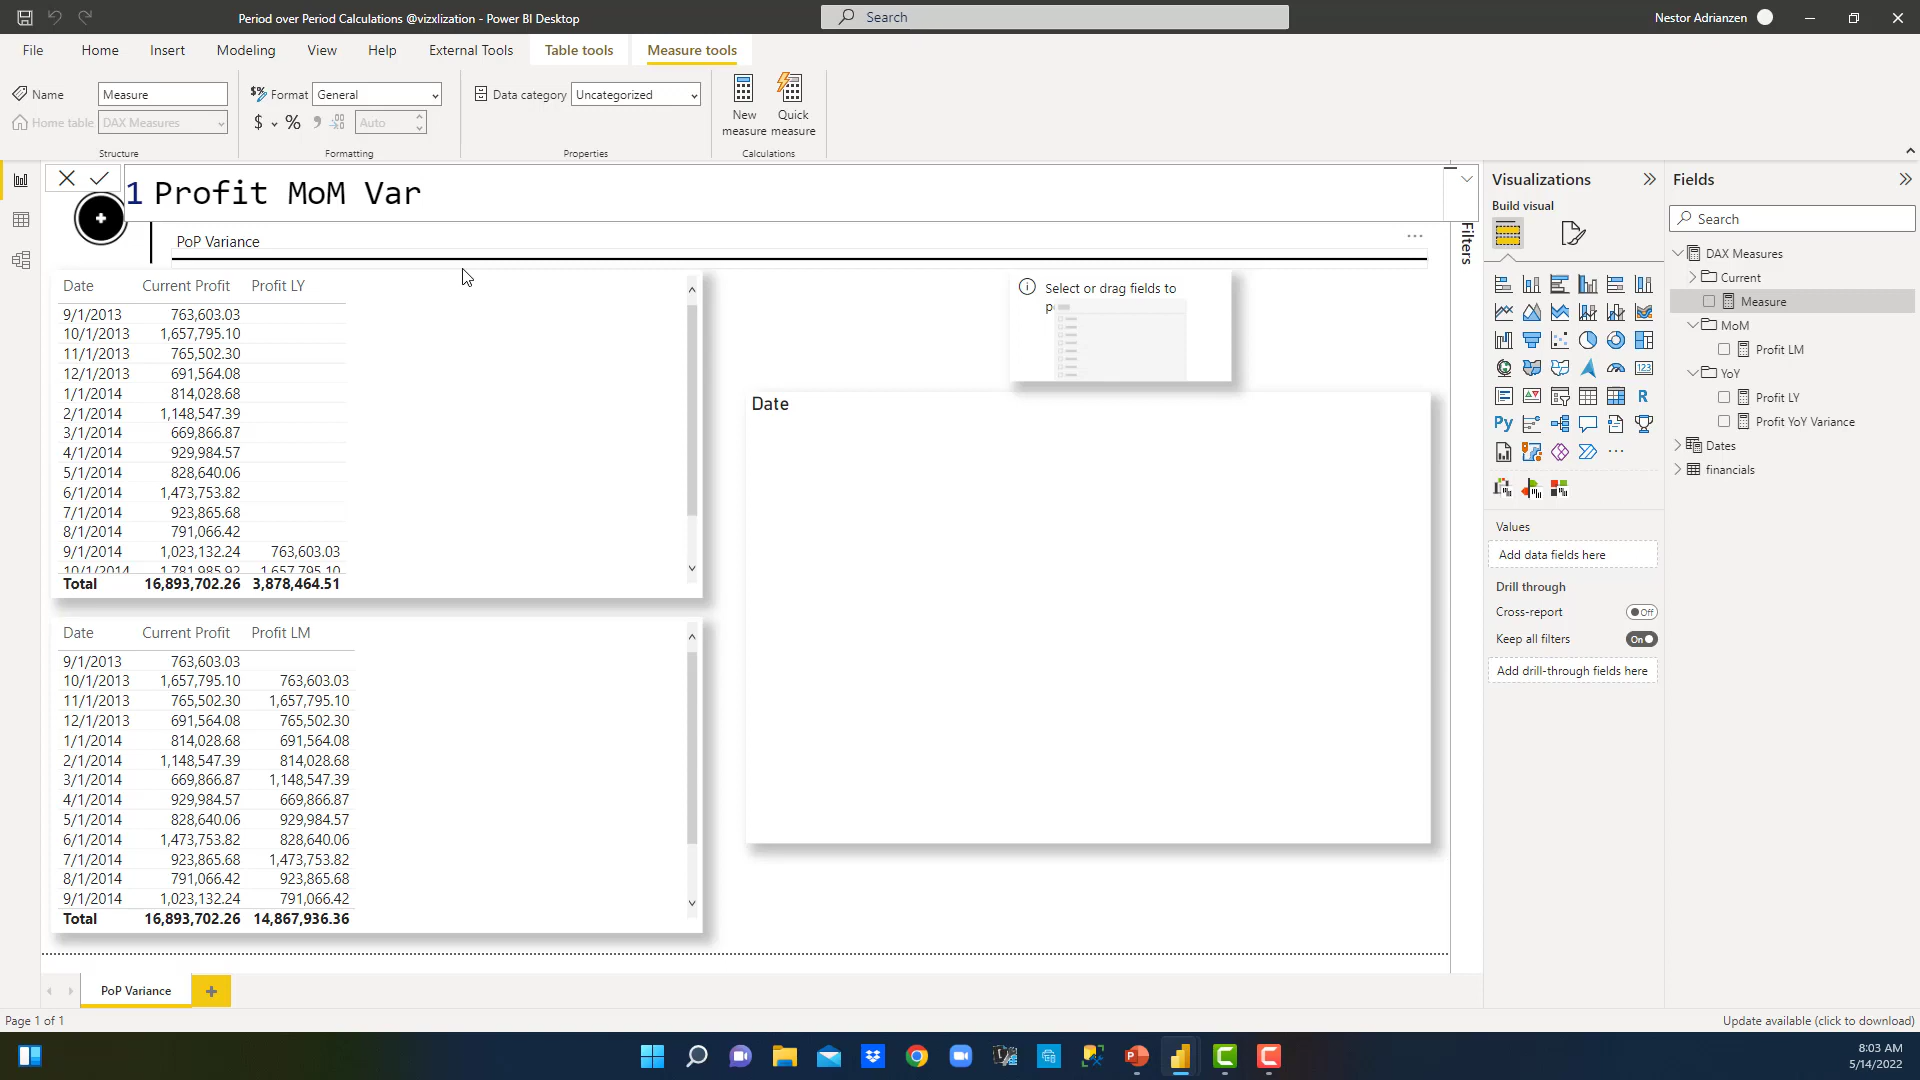 Period over Period Calculations @vizxlization - Power BI Desktop
Search
Nestor Adrianzen
File Home Insert Modeling View Help External Tools Table tools Measure tools
Name Measure
Home table DAX Measures
Structure
$% Format General
$ % Auto
Formatting
Data category Uncategorized
Properties
New measure
Quick measure
Calculations
1 Profit MoM Var
PoP Variance
Date Current Profit Profit LY
9/1/2013 763,603.03
10/1/2013 1,657,795.10
11/1/2013 765,502.30
12/1/2013 691,564.08
1/1/2014 814,028.68
2/1/2014 1,148,547.39
3/1/2014 669,866.87
4/1/2014 929,984.57
5/1/2014 828,640.06
6/1/2014 1,473,753.82
7/1/2014 923,865.68
8/1/2014 791,066.42
9/1/2014 1,023,132.24 763,603.03
10/1/2014 1,781,985.92 1,657,795.10
Total 16,893,702.26 3,878,464.51
Date Current Profit Profit LM
9/1/2013 763,603.03
10/1/2013 1,657,795.10 763,603.03
11/1/2013 765,502.30 1,657,795.10
12/1/2013 691,564.08 765,502.30
1/1/2014 814,028.68 691,564.08
2/1/2014 1,148,547.39 814,028.68
3/1/2014 669,866.87 1,148,547.39
4/1/2014 929,984.57 669,866.87
5/1/2014 828,640.06 929,984.57
6/1/2014 1,473,753.82 828,640.06
7/1/2014 923,865.68 1,473,753.82
8/1/2014 791,066.42 923,865.68
9/1/2014 1,023,132.24 791,066.42
Total 16,893,702.26 14,867,936.36
Select or drag fields to
Date
Filters
Visualizations
Build visual
123
R
Py
Values
Add data fields here
Drill through
Cross-report Off
Keep all filters On
Add drill-through fields here
Fields
Search
DAX Measures
Current
Measure
MoM
Profit LM
YoY
Profit LY
Profit YoY Variance
Dates
financials
PoP Variance
Page 1 of 1
Update available (click to download)
8:03 AM
5/14/2022